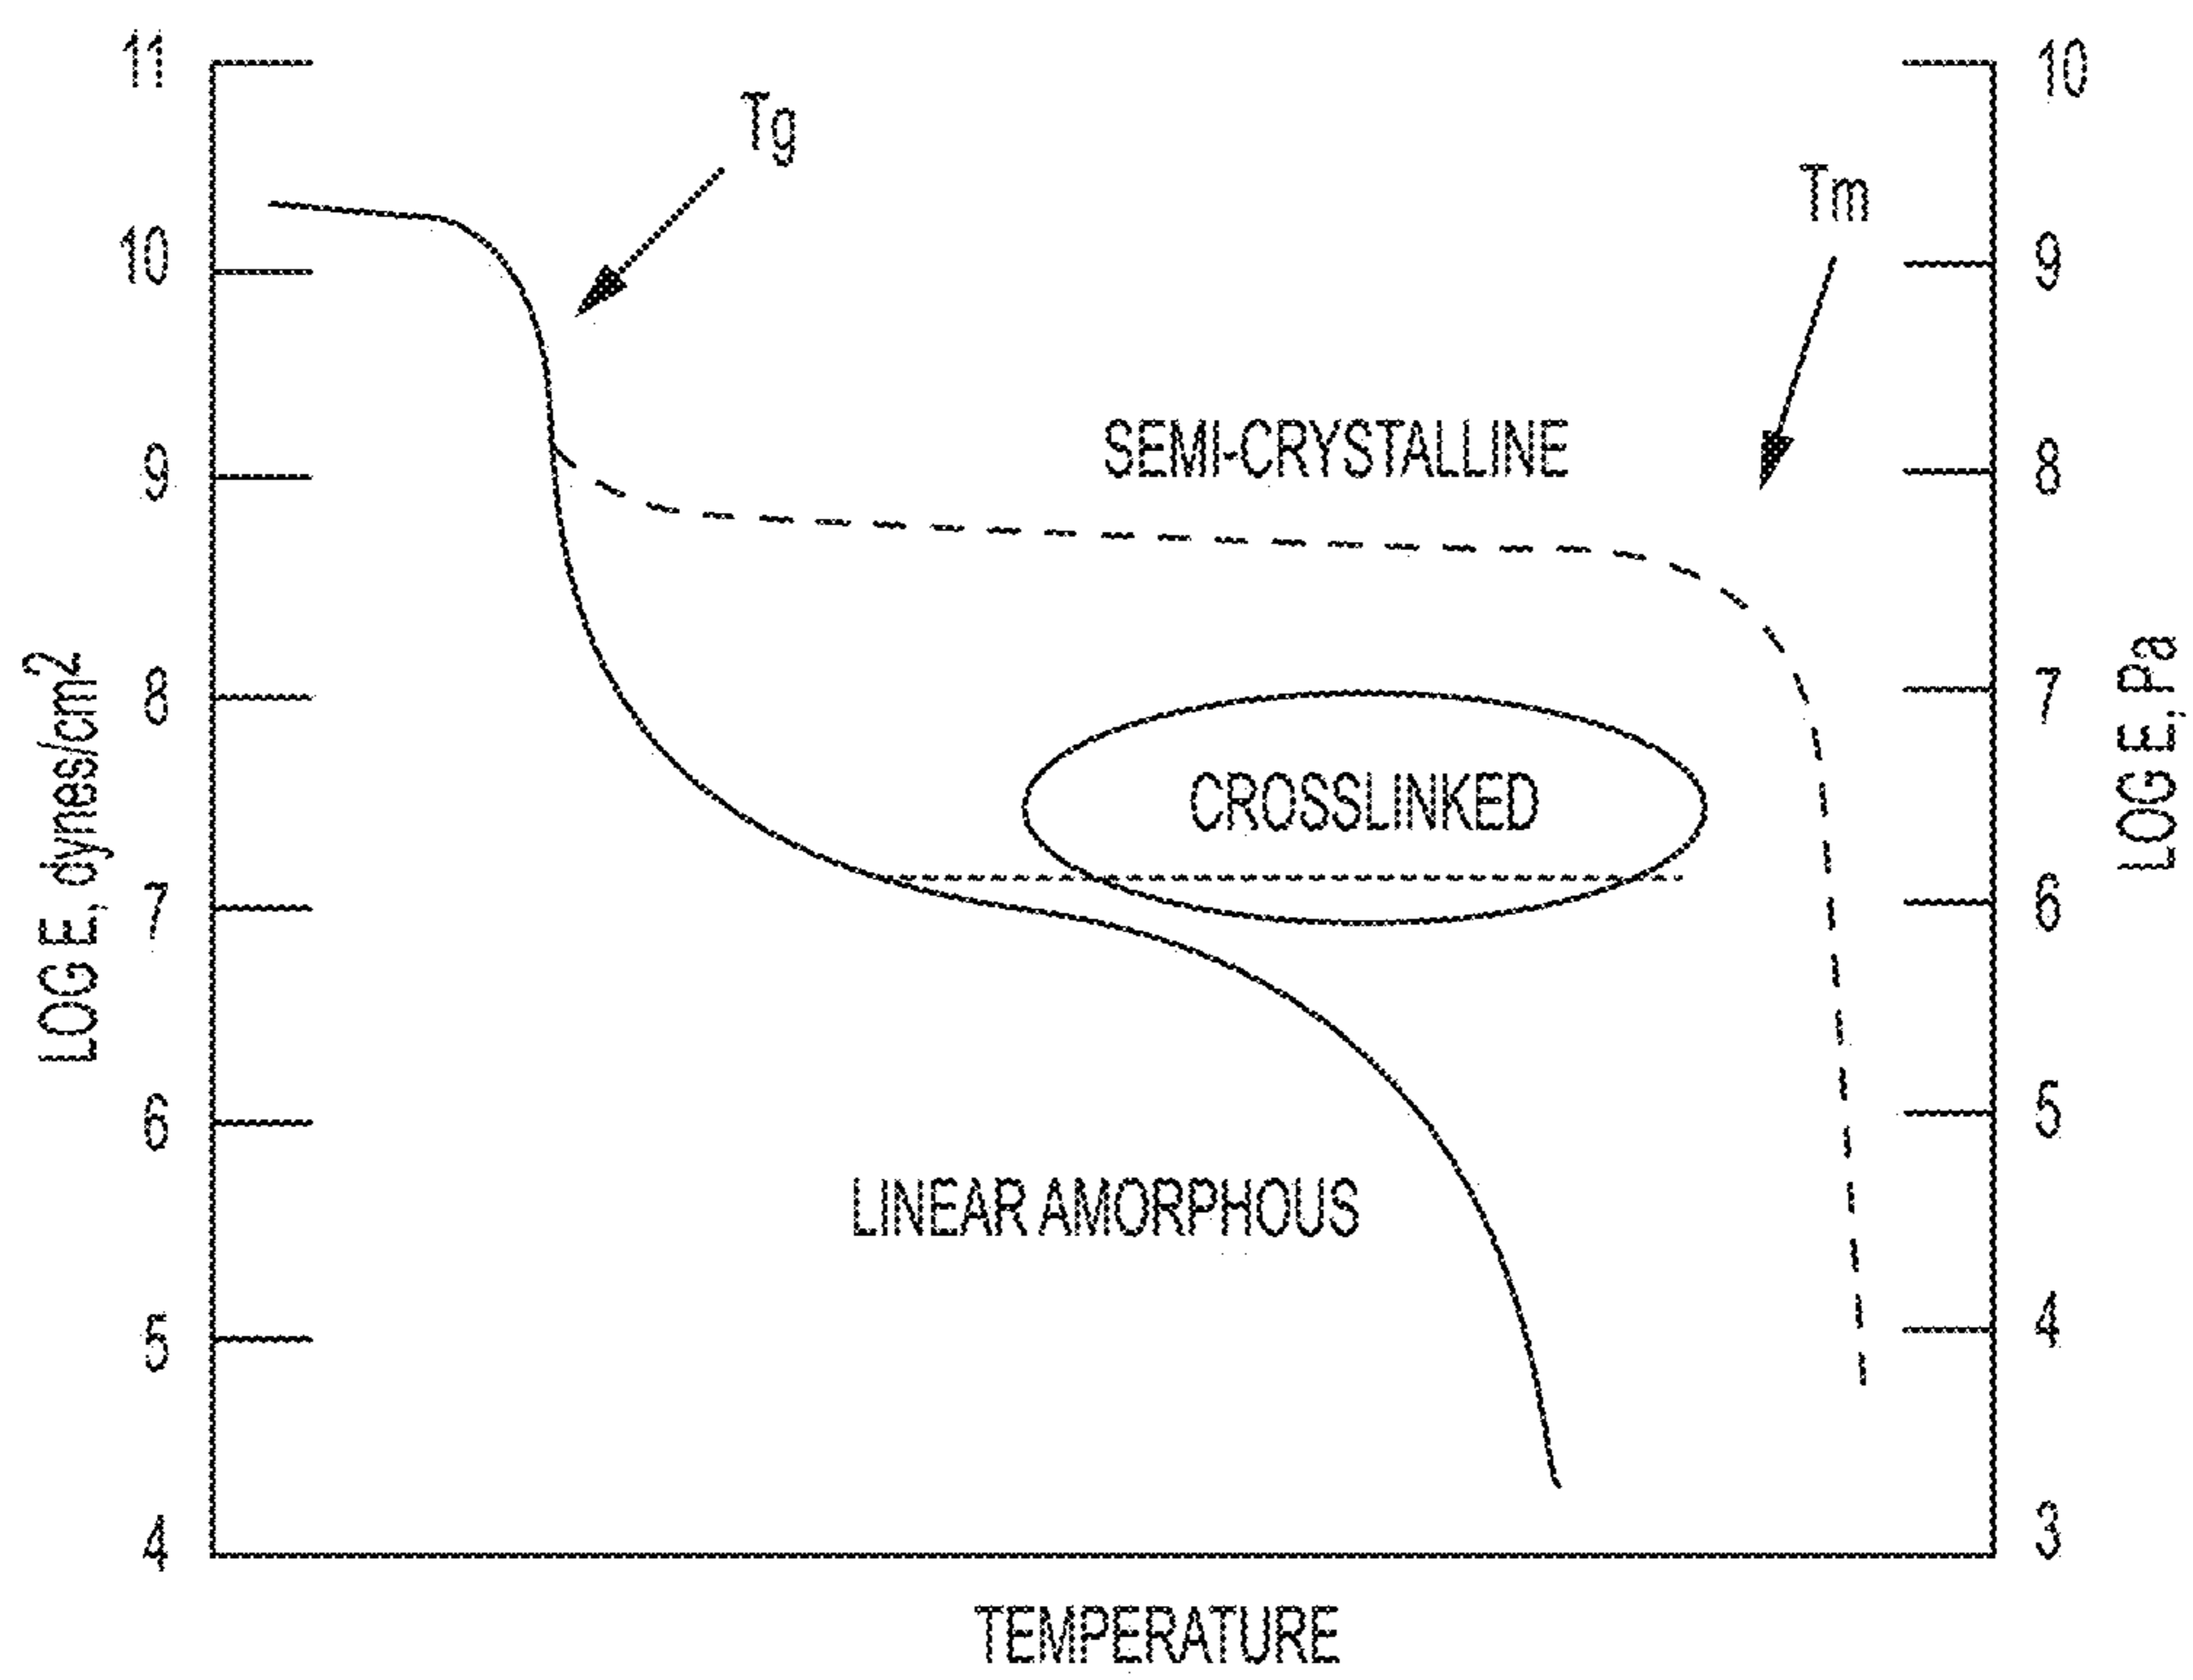 11
10
9
8
7
6
5
4
LOG E, dynes/cm2
Tg
Tm
SEMI-CRYSTALLINE
CROSSLINKED
LINEAR AMORPHOUS
10
9
8
7
6
5
4
3
LOG E, Pa
TEMPERATURE